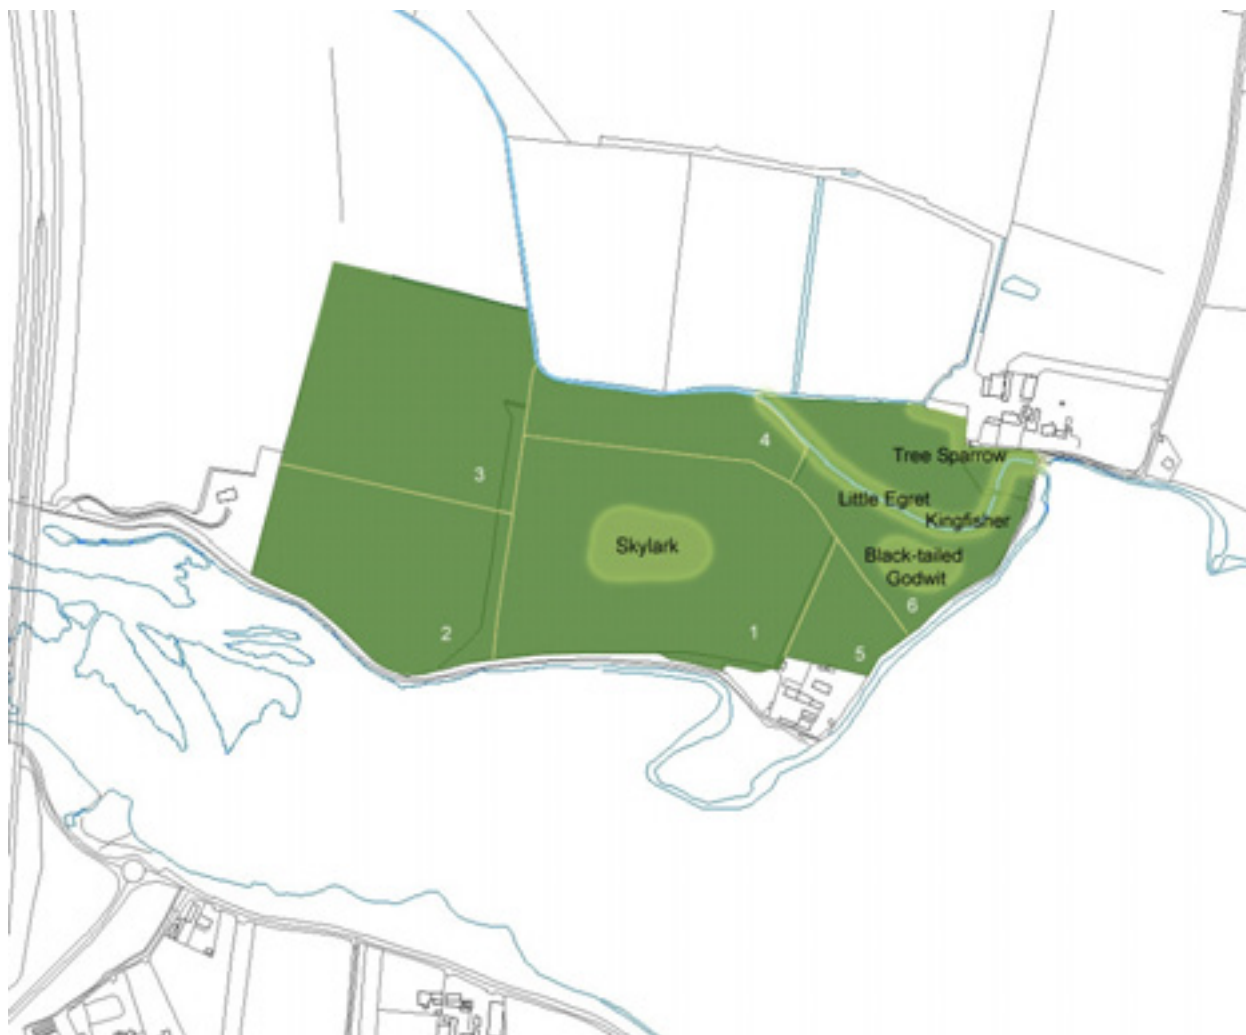 4
Tree Sparrow
3
Little Egret
Kingfisher
Skylark
Black-tailed
Godwit
6
2
1
5